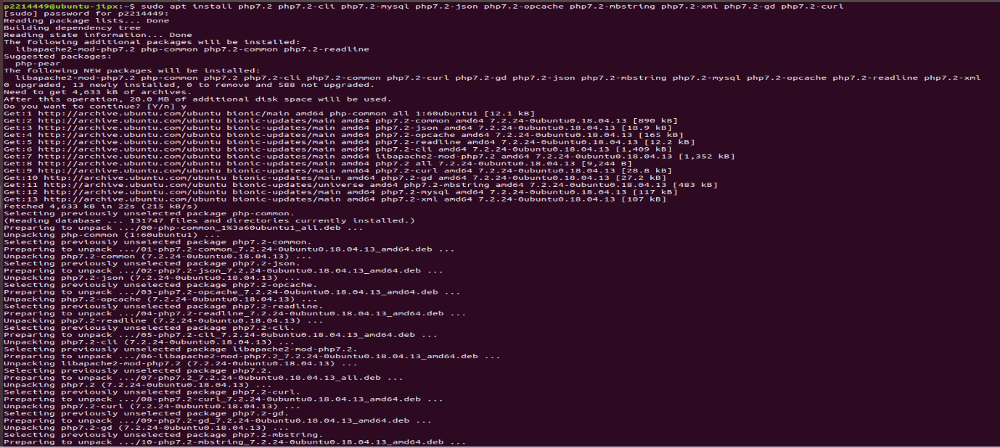 p2214449@ubuntu-jipx:~$ sudo apt install php7.2 php7.2-cli php7.2-mysql php7.2-json php7.2-opcache php7.2-mbstring php7.2-xml php7.2-gd php7.2-curl
[sudo] password for p2214449:
Reading package lists... Done
Building dependency tree
Reading state information... Done
The following additional packages will be installed:
  libapache2-mod-php7.2 php-common php7.2-common php7.2-readline
Suggested packages:
  php-pear
The following NEW packages will be installed:
  libapache2-mod-php7.2 php-common php7.2 php7.2-cli php7.2-common php7.2-curl php7.2-gd php7.2-json php7.2-mbstring php7.2-mysql php7.2-opcache php7.2-readline php7.2-xml
0 upgraded, 13 newly installed, 0 to remove and 588 not upgraded.
Need to get 4,633 kB of archives.
After this operation, 20.0 MB of additional disk space will be used.
Do you want to continue? [Y/n] y
Get:1 http://archive.ubuntu.com/ubuntu bionic/main amd64 php-common all 1:60ubuntu1 [12.1 kB]
Get:2 http://archive.ubuntu.com/ubuntu bionic-updates/main amd64 php7.2-common amd64 7.2.24-0ubuntu0.18.04.13 [890 kB]
Get:3 http://archive.ubuntu.com/ubuntu bionic-updates/main amd64 php7.2-json amd64 7.2.24-0ubuntu0.18.04.13 [18.9 kB]
Get:4 http://archive.ubuntu.com/ubuntu bionic-updates/main amd64 php7.2-opcache amd64 7.2.24-0ubuntu0.18.04.13 [165 kB]
Get:5 http://archive.ubuntu.com/ubuntu bionic-updates/main amd64 php7.2-readline amd64 7.2.24-0ubuntu0.18.04.13 [12.2 kB]
Get:6 http://archive.ubuntu.com/ubuntu bionic-updates/main amd64 php7.2-cli amd64 7.2.24-0ubuntu0.18.04.13 [1,409 kB]
Get:7 http://archive.ubuntu.com/ubuntu bionic-updates/main amd64 libapache2-mod-php7.2 amd64 7.2.24-0ubuntu0.18.04.13 [1,352 kB]
Get:8 http://archive.ubuntu.com/ubuntu bionic-updates/main amd64 php7.2 all 7.2.24-0ubuntu0.18.04.13 [9,244 B]
Get:9 http://archive.ubuntu.com/ubuntu bionic-updates/main amd64 php7.2-curl amd64 7.2.24-0ubuntu0.18.04.13 [28.8 kB]
Get:10 http://archive.ubuntu.com/ubuntu bionic-updates/main amd64 php7.2-gd amd64 7.2.24-0ubuntu0.18.04.13 [27.2 kB]
Get:11 http://archive.ubuntu.com/ubuntu bionic-updates/universe amd64 php7.2-mbstring amd64 7.2.24-0ubuntu0.18.04.13 [483 kB]
Get:12 http://archive.ubuntu.com/ubuntu bionic-updates/main amd64 php7.2-mysql amd64 7.2.24-0ubuntu0.18.04.13 [117 kB]
Get:13 http://archive.ubuntu.com/ubuntu bionic-updates/main amd64 php7.2-xml amd64 7.2.24-0ubuntu0.18.04.13 [107 kB]
Fetched 4,633 kB in 22s (215 kB/s)
Selecting previously unselected package php-common.
(Reading database ... 131747 files and directories currently installed.)
Preparing to unpack .../00-php-common_1%3a60ubuntu1_all.deb ...
Unpacking php-common (1:60ubuntu1) ...
Selecting previously unselected package php7.2-common.
Preparing to unpack .../01-php7.2-common_7.2.24-0ubuntu0.18.04.13_amd64.deb ...
Unpacking php7.2-common (7.2.24-0ubuntu0.18.04.13) ...
Selecting previously unselected package php7.2-json.
Preparing to unpack .../02-php7.2-json_7.2.24-0ubuntu0.18.04.13_amd64.deb ...
Unpacking php7.2-json (7.2.24-0ubuntu0.18.04.13) ...
Selecting previously unselected package php7.2-opcache.
Preparing to unpack .../03-php7.2-opcache_7.2.24-0ubuntu0.18.04.13_amd64.deb ...
Unpacking php7.2-opcache (7.2.24-0ubuntu0.18.04.13) ...
Selecting previously unselected package php7.2-readline.
Preparing to unpack .../04-php7.2-readline_7.2.24-0ubuntu0.18.04.13_amd64.deb ...
Unpacking php7.2-readline (7.2.24-0ubuntu0.18.04.13) ...
Selecting previously unselected package php7.2-cli.
Preparing to unpack .../05-php7.2-cli_7.2.24-0ubuntu0.18.04.13_amd64.deb ...
Unpacking php7.2-cli (7.2.24-0ubuntu0.18.04.13) ...
Selecting previously unselected package libapache2-mod-php7.2.
Preparing to unpack .../06-libapache2-mod-php7.2_7.2.24-0ubuntu0.18.04.13_amd64.deb ...
Unpacking libapache2-mod-php7.2 (7.2.24-0ubuntu0.18.04.13) ...
Selecting previously unselected package php7.2.
Preparing to unpack .../07-php7.2_7.2.24-0ubuntu0.18.04.13_all.deb ...
Unpacking php7.2 (7.2.24-0ubuntu0.18.04.13) ...
Selecting previously unselected package php7.2-curl.
Preparing to unpack .../08-php7.2-curl_7.2.24-0ubuntu0.18.04.13_amd64.deb ...
Unpacking php7.2-curl (7.2.24-0ubuntu0.18.04.13) ...
Selecting previously unselected package php7.2-gd.
Preparing to unpack .../09-php7.2-gd_7.2.24-0ubuntu0.18.04.13_amd64.deb ...
Unpacking php7.2-gd (7.2.24-0ubuntu0.18.04.13) ...
Selecting previously unselected package php7.2-mbstring.
Preparing to unpack .../10-php7.2-mbstring_7.2.24-0ubuntu0.18.04.13_amd64.deb ...